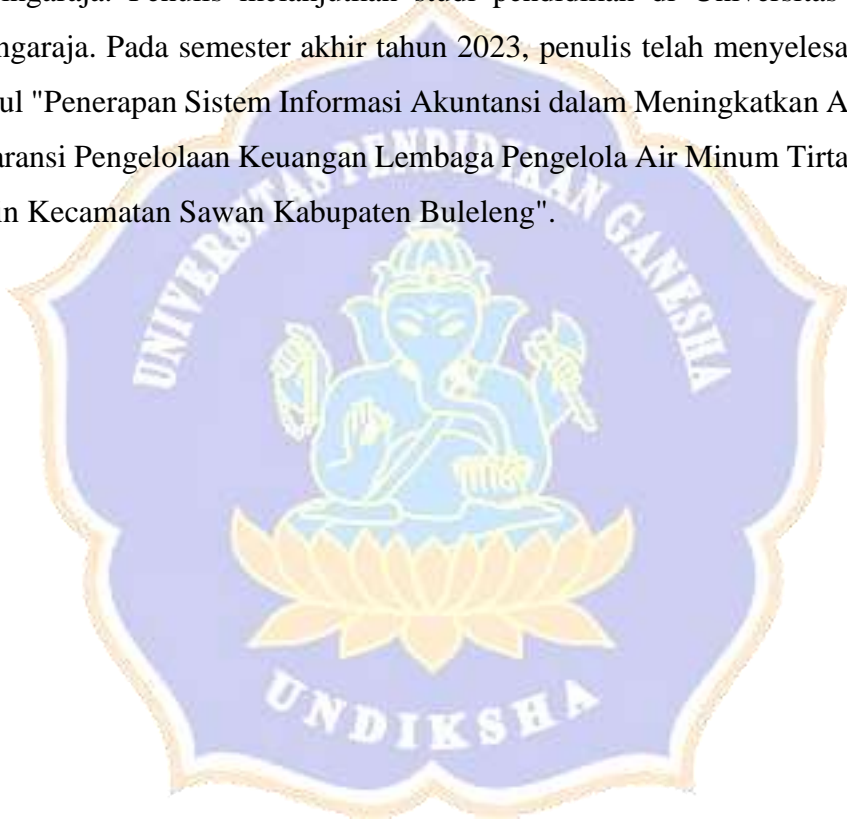 Penulis melanjutkan studi pendidikan di Universitas
ngaraja. Pada semester akhir tahun 2023, penulis telah menyelesa
ul "Penerapan Sistem Informasi Akuntansi dalam Meningkatkan A
aransi Pengelolaan Keuangan Lembaga Pengelola Air Minum Tirta
in Kecamatan Sawan Kabupaten Buleleng".
UNIVERSITAS PENDIDIKAN GANESHA
UNDIKSHA